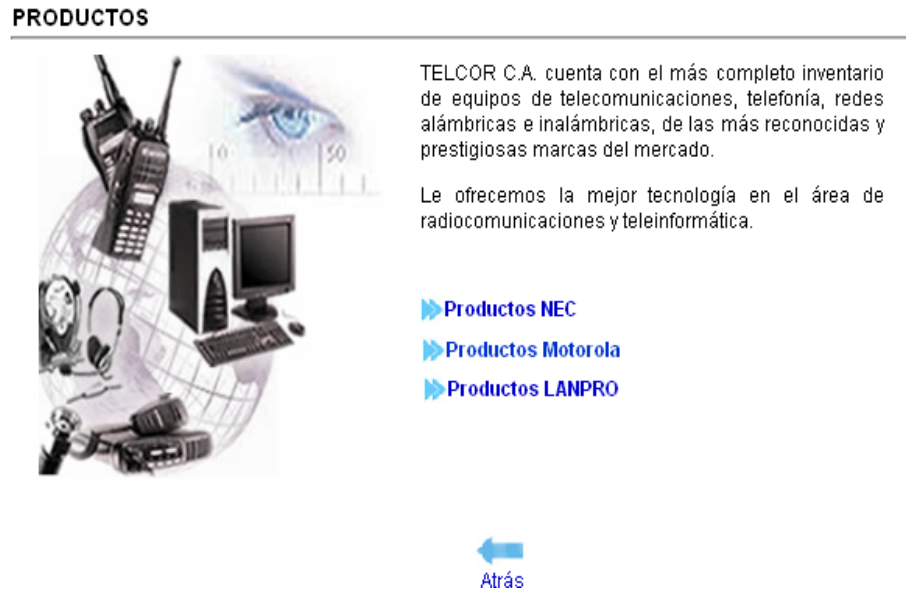 PRODUCTOS
TELCOR C.A. cuenta con el más completo inventario
de equipos de telecomunicaciones, telefonía, redes
alámbricas e inalámbricas, de las más reconocidas y
prestigiosas marcas del mercado.
Le ofrecemos la mejor tecnología en el área de
radiocomunicaciones y teleinformática.
10 50
Productos NEC
Productos Motorola
Productos LANPRO
Atrás